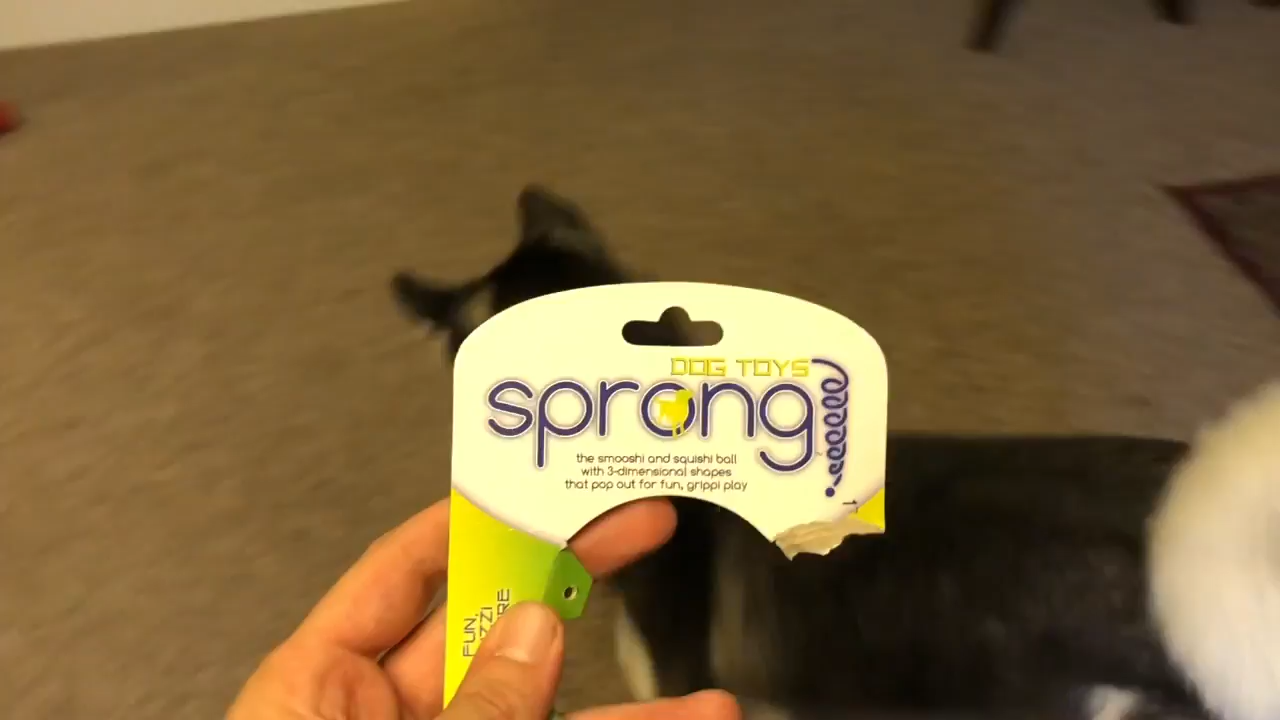 DOG TOYS
sprong
the smooshi and squishi ball
with 3-dimensional shapes
that pop out for fun, grippi play
FUN,